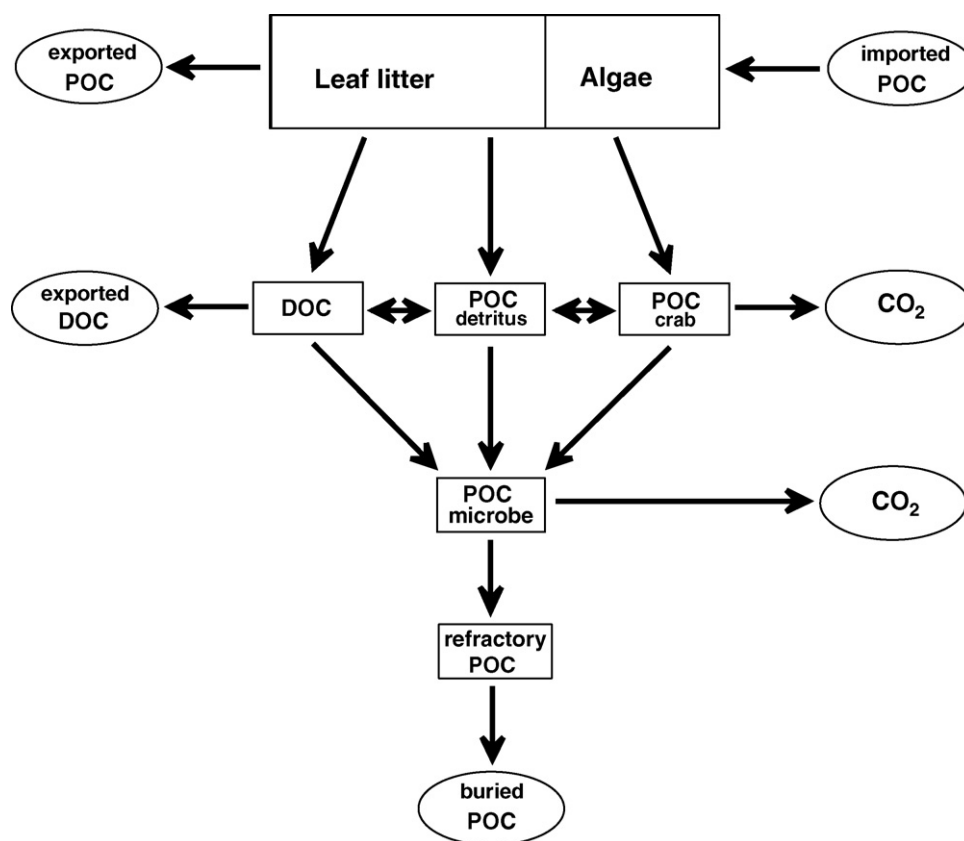 exported
POC
Leaf litter
Algae
imported
POC
exported
DOC
DOC
POC
detritus
POC
crab
CO₂
POC
microbe
CO₂
refractory
POC
buried
POC